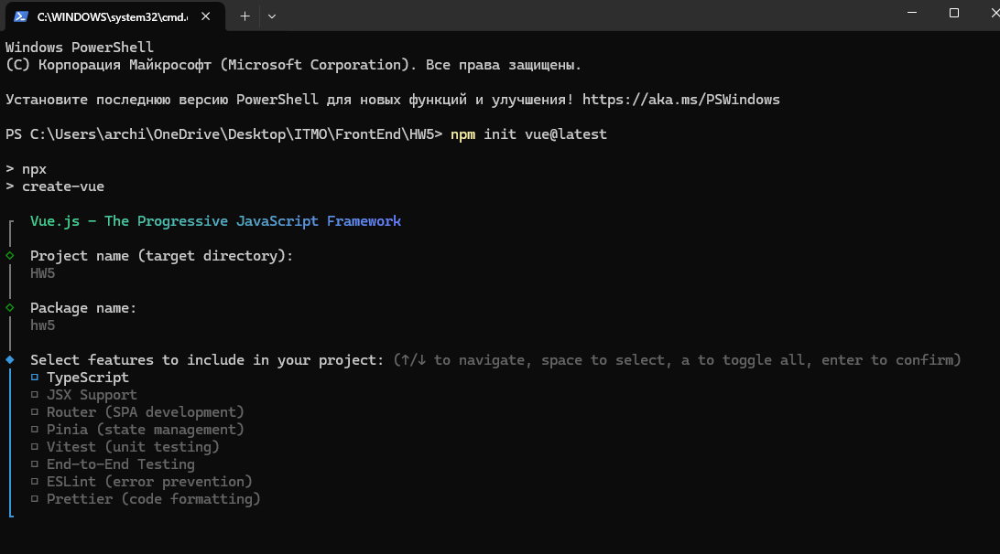 C:\WINDOWS\system32\cmd.
Windows PowerShell
(C) Корпорация Майкрософт (Microsoft Corporation). Все права защищены.
Установите последнюю версию PowerShell для новых функций и улучшения! https://aka.ms/PSWindows
PS C:\Users\archi\OneDrive\Desktop\ITMO\FrontEnd\HW5> npm init vue@latest
> npx
> create-vue
Vue.js - The Progressive JavaScript Framework
Project name (target directory):
HW5
Package name:
hw5
Select features to include in your project: (↑/↓ to navigate, space to select, a to toggle all, enter to confirm)
TypeScript
JSX Support
Router (SPA development)
Pinia (state management)
Vitest (unit testing)
End-to-End Testing
ESLint (error prevention)
Prettier (code formatting)